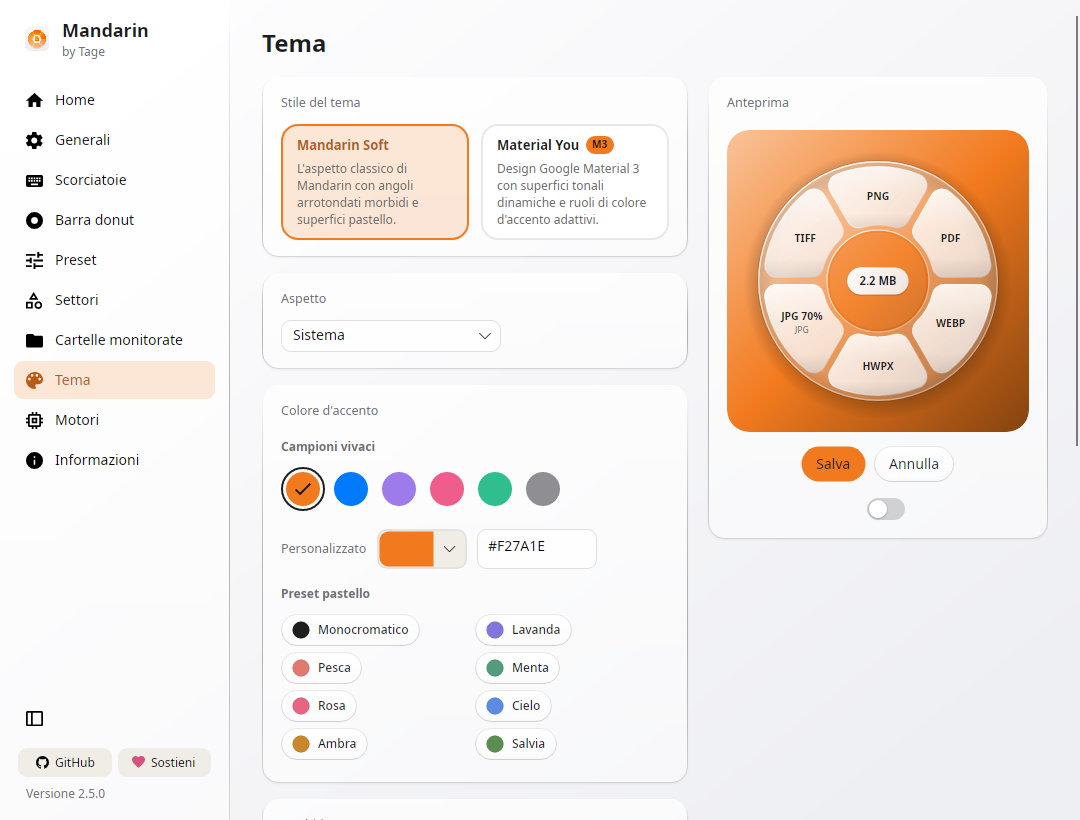 Mandarin
by Tage
Home
Generali
Scorciatoie
Barra donut
Preset
Settori
Cartelle monitorate
Tema
Motori
Informazioni
GitHub
Sostieni
Versione 2.5.0
Tema
Stile del tema
Mandarin Soft
L'aspetto classico di
Mandarin con angoli
arrotondati morbidi e
superfici pastello.
Material You M3
Design Google Material 3
con superfici tonali
dinamiche e ruoli di colore
d'accento adattivi.
Aspetto
Sistema
Colore d'accento
Campioni vivaci
Personalizzato
#F27A1E
Preset pastello
Monocromatico
Lavanda
Pesca
Menta
Rosa
Cielo
Ambra
Salvia
Anteprima
PNG
TIFF
PDF
2.2 MB
JPG 70%
JPG
WEBP
HWPX
Salva
Annulla